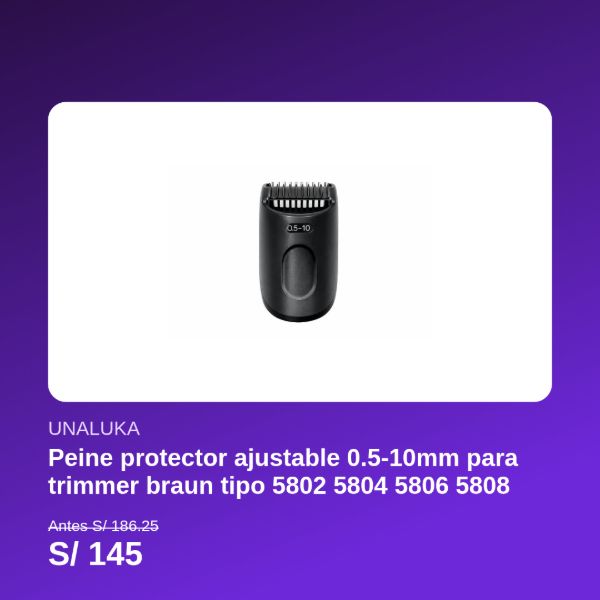 0.5-10
UNALUKA
Peine protector ajustable 0.5-10mm para
trimmer braun tipo 5802 5804 5806 5808
Antes S/ 186.25
S/ 145